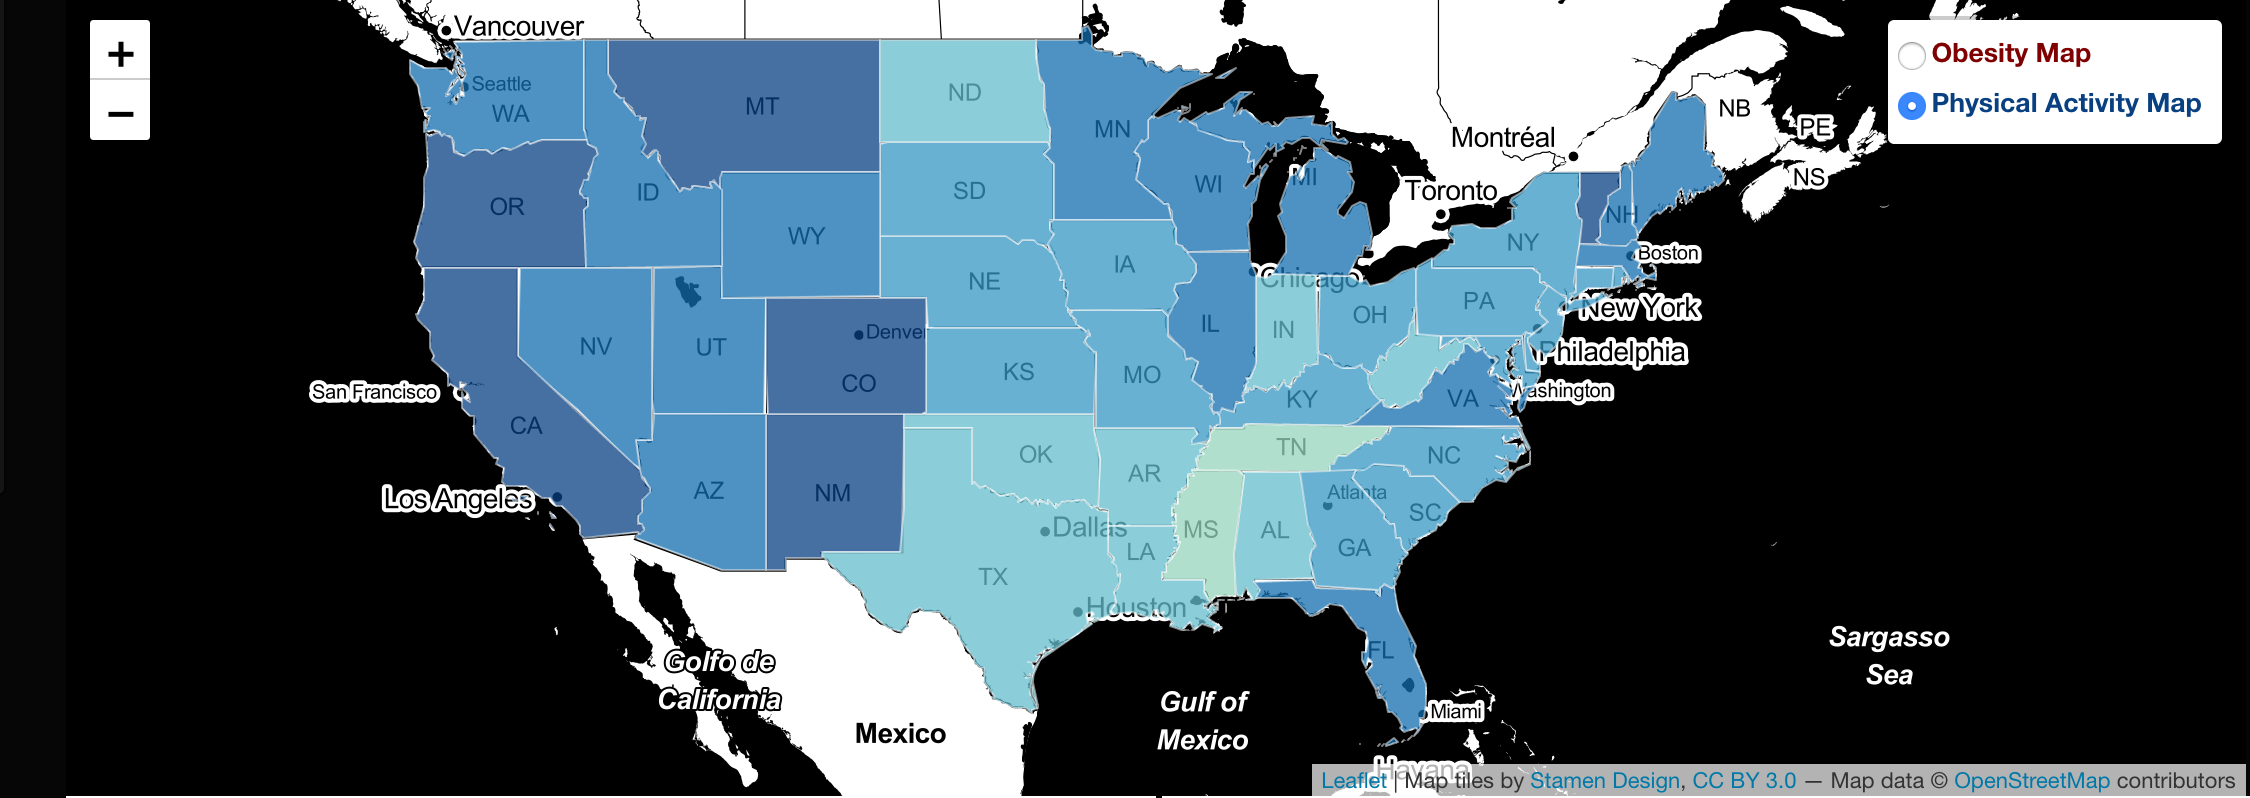 +
−
Obesity Map
Physical Activity Map
Vancouver
Seattle
WA
MT
ND
MN
Montréal
NB
PE
NS
OR
ID
SD
WI
MI
Toronto
NH
WY
NY
Boston
IA
NE
Chicago
PA
New York
NV
UT
Denver
CO
KS
MO
IL
IN
OH
Philadelphia
San Francisco
CA
KY
VA
Washington
Los Angeles
AZ
NM
OK
AR
TN
NC
Atlanta
SC
Dallas
LA
MS
AL
GA
TX
Houston
FL
Miami
Golfo de
California
Mexico
Gulf of
Mexico
Sargasso
Sea
Havana
Leaflet | Map tiles by Stamen Design, CC BY 3.0 — Map data © OpenStreetMap contributors